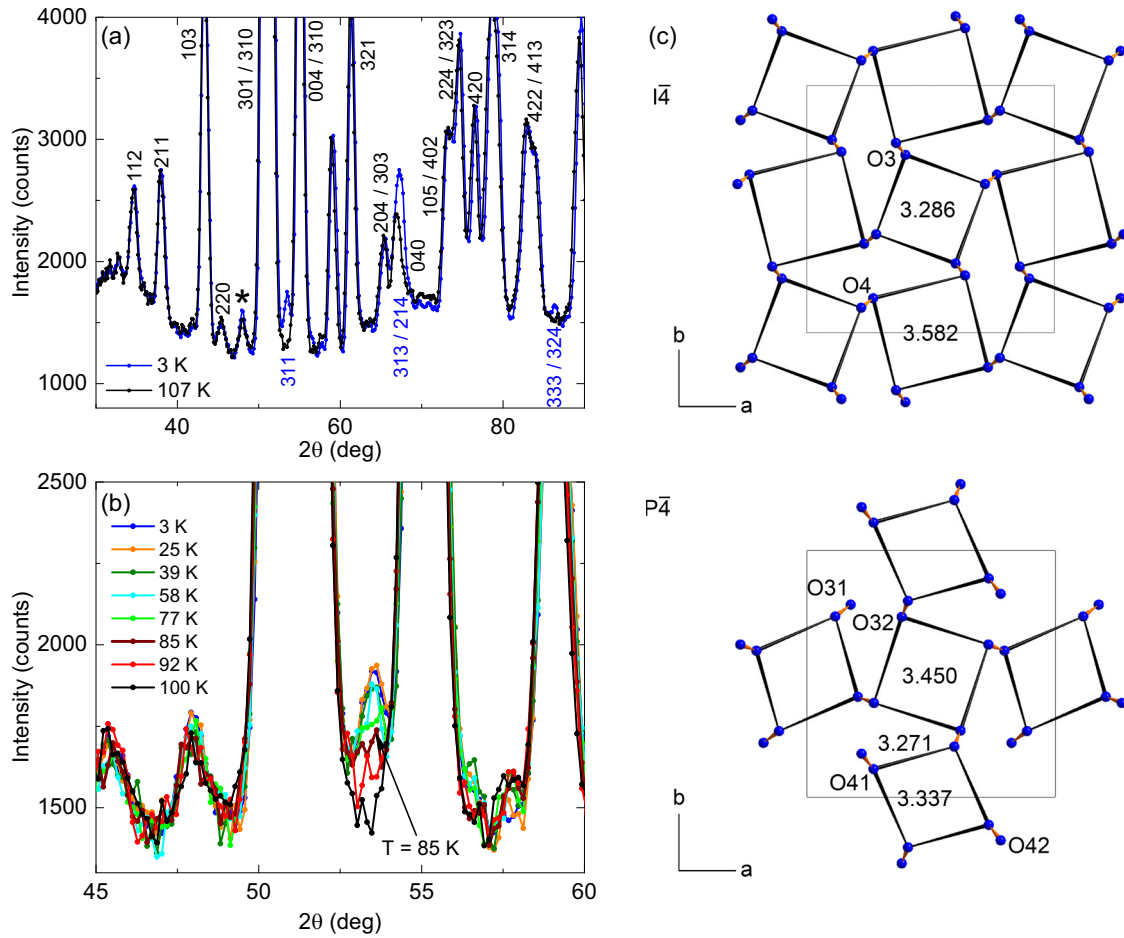 (a)
Intensity (counts)
4000
3000
2000
1000
112
211
103
220
*
301 / 310
311
004 / 310
321
204 / 303
313 / 214
040
105 / 402
224 / 323
420
314
422 / 413
333 / 324
3 K
107 K
40
60
80
2θ (deg)
(b)
Intensity (counts)
2500
2000
1500
3 K
25 K
39 K
58 K
77 K
85 K
92 K
100 K
T = 85 K
45
50
55
60
2θ (deg)
(c)
I4̅
O3
3.286
O4
3.582
b
a
P4̅
O31
O32
3.450
3.271
O41
3.337
O42
b
a